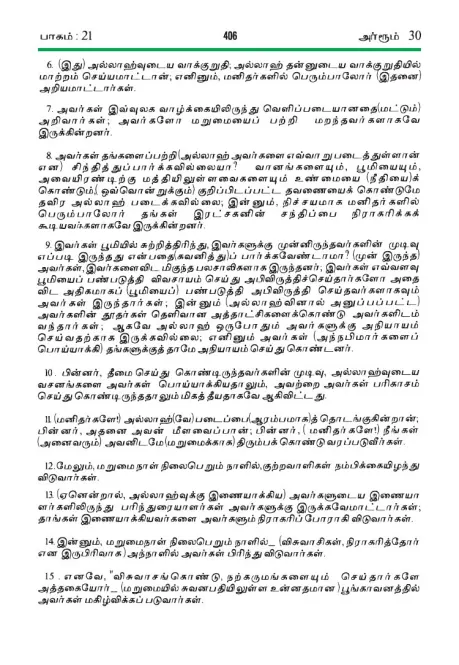 பாகம் : 21 406 அர்ரூம் 30
6. (இது) அல்லாஹ்வுடைய வாக்குறுதி; அல்லாஹ் தன்னுடைய வாக்குறுதியில்
மாற்றம் செய்யமாட்டான்; எனினும், மனிதர்களில் பெரும்பாலோர் (இதனை)
அறியமாட்டார்கள்.
7. அவர்கள் இவ்வுலக வாழ்க்கையிலிருந்து வெளிப்படையானதை(மட்டும்)
அறிவார்கள்; அவர்களோ மறுமையைப் பற்றி மறந்தவர்களாகவே
இருக்கின்றனர்.
8. அவர்கள் தங்களைப்பற்றி(அல்லாஹ் அவர்களை எவ்வாறு படைத்துள்ளான்
என) சிந்தித்துப்பார்க்கவில்லையா? வானங்களையும், பூமியையும்,
அவையிரண்டிற்கு மத்தியிலுள்ளவைகளையும் உண்மையை (நீதியை)க்
கொண்டும், ஒவ்வொன்றுக்கும்) குறிப்பிடப்பட்ட தவணையைக் கொண்டுமே
தவிர அல்லாஹ் படைக்கவில்லை; இன்னும், நிச்சயமாக மனிதர்களில்
பெரும்பாலோர் தங்கள் இரட்சகனின் சந்திப்பை நிராகரிக்கக்
கூடியவர்களாகவே இருக்கின்றனர்.
9. இவர்கள் பூமியில் சுற்றித்திரிந்து, இவர்களுக்கு முன்னிருந்தவர்களின் முடிவு
எப்படி இருந்தது என்பதை(கவனித்து)ப் பார்க்கவேண்டாமா? (முன் இருந்த)
அவர்கள், இவர்களைவிட மிகுந்த பலசாலிகளாக இருந்தனர்; இவர்கள் எவ்வளவு
பூமியைப் பண்படுத்தி விவசாயம் செய்து அபிவிருத்திச்செய்தார்களோ அதை
விட அதிகமாகப் (பூமியைப்) பண்படுத்தி அபிவிருத்தி செய்தவர்களாகவும்
அவர்கள் இருந்தார்கள்; இன்னும் (அல்லாஹ்வினால் அனுப்பப்பட்ட)
அவர்களின் தூதர்கள் தெளிவான அத்தாட்சிகளைக்கொண்டு அவர்களிடம்
வந்தார்கள்; ஆகவே அல்லாஹ் ஒருபோதும் அவர்களுக்கு அநியாயம்
செய்வதற்காக இருக்கவில்லை; எனினும் அவர்கள் (அந்நபிமார்களைப்
பொய்யாக்கி) தங்களுக்குத் தாமே அநியாயம் செய்து கொண்டனர்.
10. பின்னர், தீமை செய்து கொண்டிருந்தவர்களின் முடிவு, அல்லாஹ்வுடைய
வசனங்களை அவர்கள் பொய்யாக்கியதாலும், அவற்றை அவர்கள் பரிகாசம்
செய்து கொண்டிருந்ததாலும் மிகத் தீயதாகவே ஆகிவிட்டது.
11. (மனிதர்களே!) அல்லாஹ்(வே) படைப்பை(ஆரம்பமாக)த் தொடங்குகின்றான்;
பின்னர், அதனை அவன் மீளவைப்பான்; பின்னர், ( மனிதர்களே!) நீங்கள்
(அனைவரும்) அவனிடமே(மறுமைக்காக) திரும்பக் கொண்டு வரப்படுவீர்கள்.
12. மேலும், மறுமைநாள் நிலைபெறும் நாளில்,குற்றவாளிகள் நம்பிக்கையிழந்து
விடுவார்கள்.
13. (ஏனென்றால், அல்லாஹ்வுக்கு இணையாக்கிய) அவர்களுடைய இணையா
ளர்களிலிருந்து பரிந்துரையாளர்கள் அவர்களுக்கு இருக்கவேமாட்டார்கள்;
தாங்கள் இணையாக்கியவர்களை அவர்களும் நிராகரிப்போராகி விடுவார்கள்.
14. இன்னும், மறுமை நாள் நிலைபெறும் நாளில்_ (விசுவாசிகள், நிராகரித்தோர்
என இருபிரிவாக) அந்நாளில் அவர்கள் பிரிந்து விடுவார்கள்.
15 . எனவே, "விசுவாசங்கொண்டு, நற்கருமங்களையும் செய்தார்களே
அத்தகையோர்_ (மறுமையில் சுவனபதியிலுள்ள உன்னதமான) பூங்காவனத்தில்
அவர்கள் மகிழ்விக்கப்படுவார்கள்.